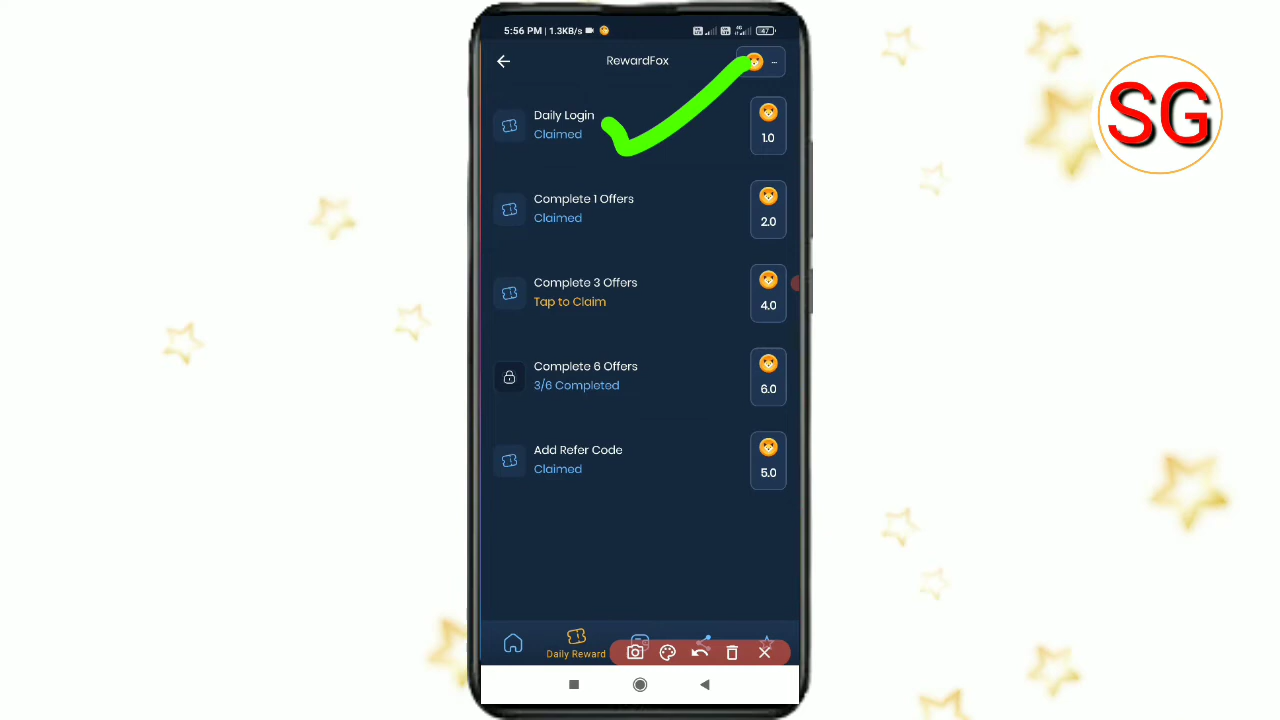 5:56 PM | 1.3KB/s
47
RewardFox
...
SG
Daily Login
Claimed
1.0
Complete 1 Offers
Claimed
2.0
Complete 3 Offers
Tap to Claim
4.0
Complete 6 Offers
3/6 Completed
6.0
Add Refer Code
Claimed
5.0
Daily Reward